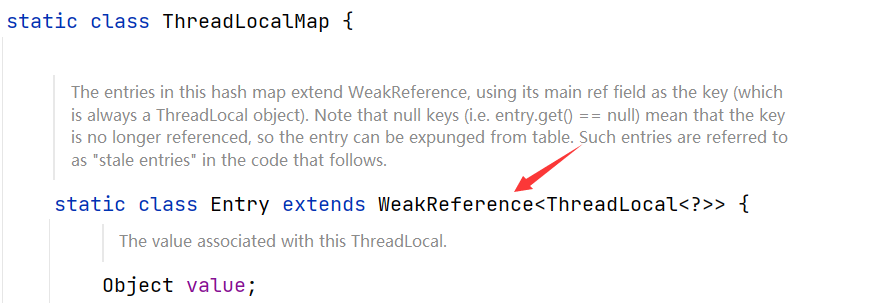 static class ThreadLocalMap {
The entries in this hash map extend WeakReference, using its main ref field as the key (which
is always a ThreadLocal object). Note that null keys (i.e. entry.get() == null) mean that the key
is no longer referenced, so the entry can be expunged from table. Such entries are referred to
as "stale entries" in the code that follows.
static class Entry extends WeakReference<ThreadLocal<?>> {
The value associated with this ThreadLocal.
Object value;